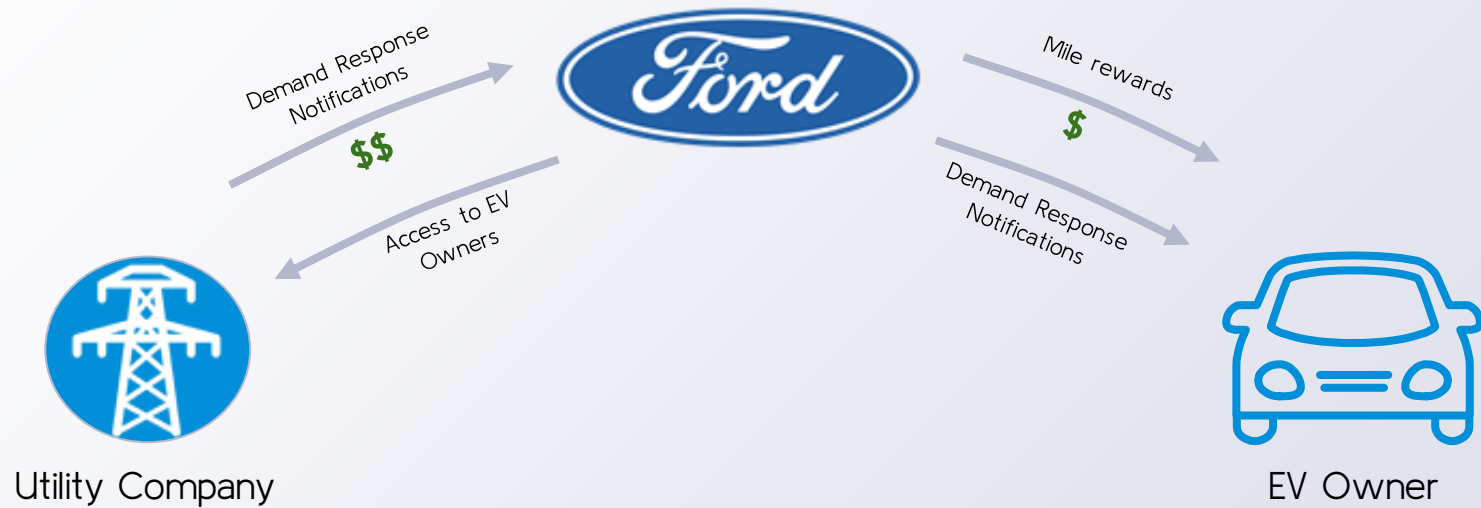 Demand Response
Notifications
$$
Access to EV
Owners
Ford
Mile rewards
$
Demand Response
Notifications
Utility Company
EV Owner